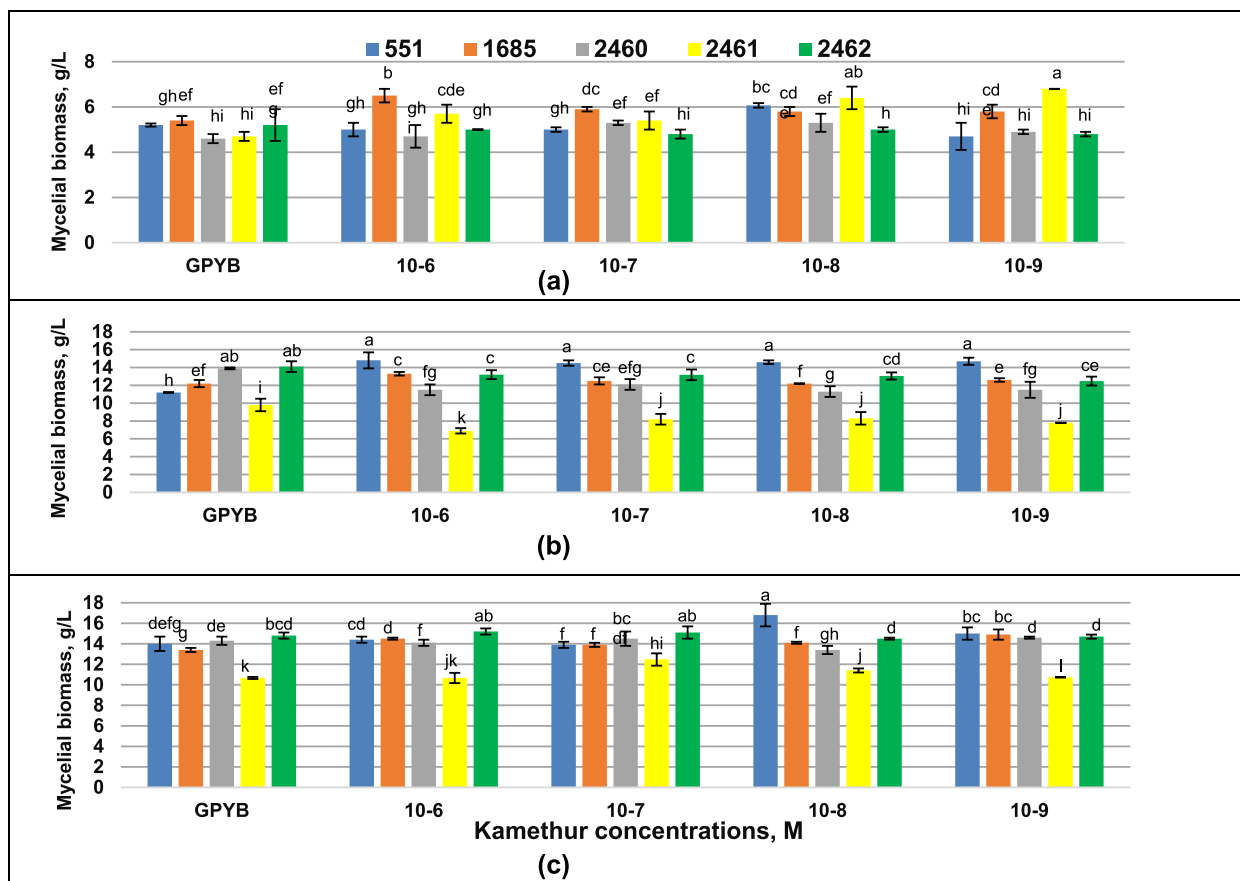 551 1685 2460 2461 2462
Mycelial biomass, g/L
8
6
4
2
0
gh ef hi hi ef
g
gh b gh cde gh
i
gh dc ef ef hi
bc cd ef ab h
e
hi cd hi a hi
e
GPYB 10-6 10-7 10-8 10-9
(a)
Mycelial biomass, g/L
18
16
14
12
10
8
6
4
2
0
h ef ab i ab
a c fg k c
a ce efg j c
a f g j cd
a e fg j ce
GPYB 10-6 10-7 10-8 10-9
(b)
Mycelial biomass, g/L
18
16
14
12
10
8
6
4
2
0
defg g de k bcd
cd d f jk ab
f f bc hi ab
a f gh j d
bc bc d l d
GPYB 10-6 10-7 10-8 10-9
Kamethur concentrations, M
(c)